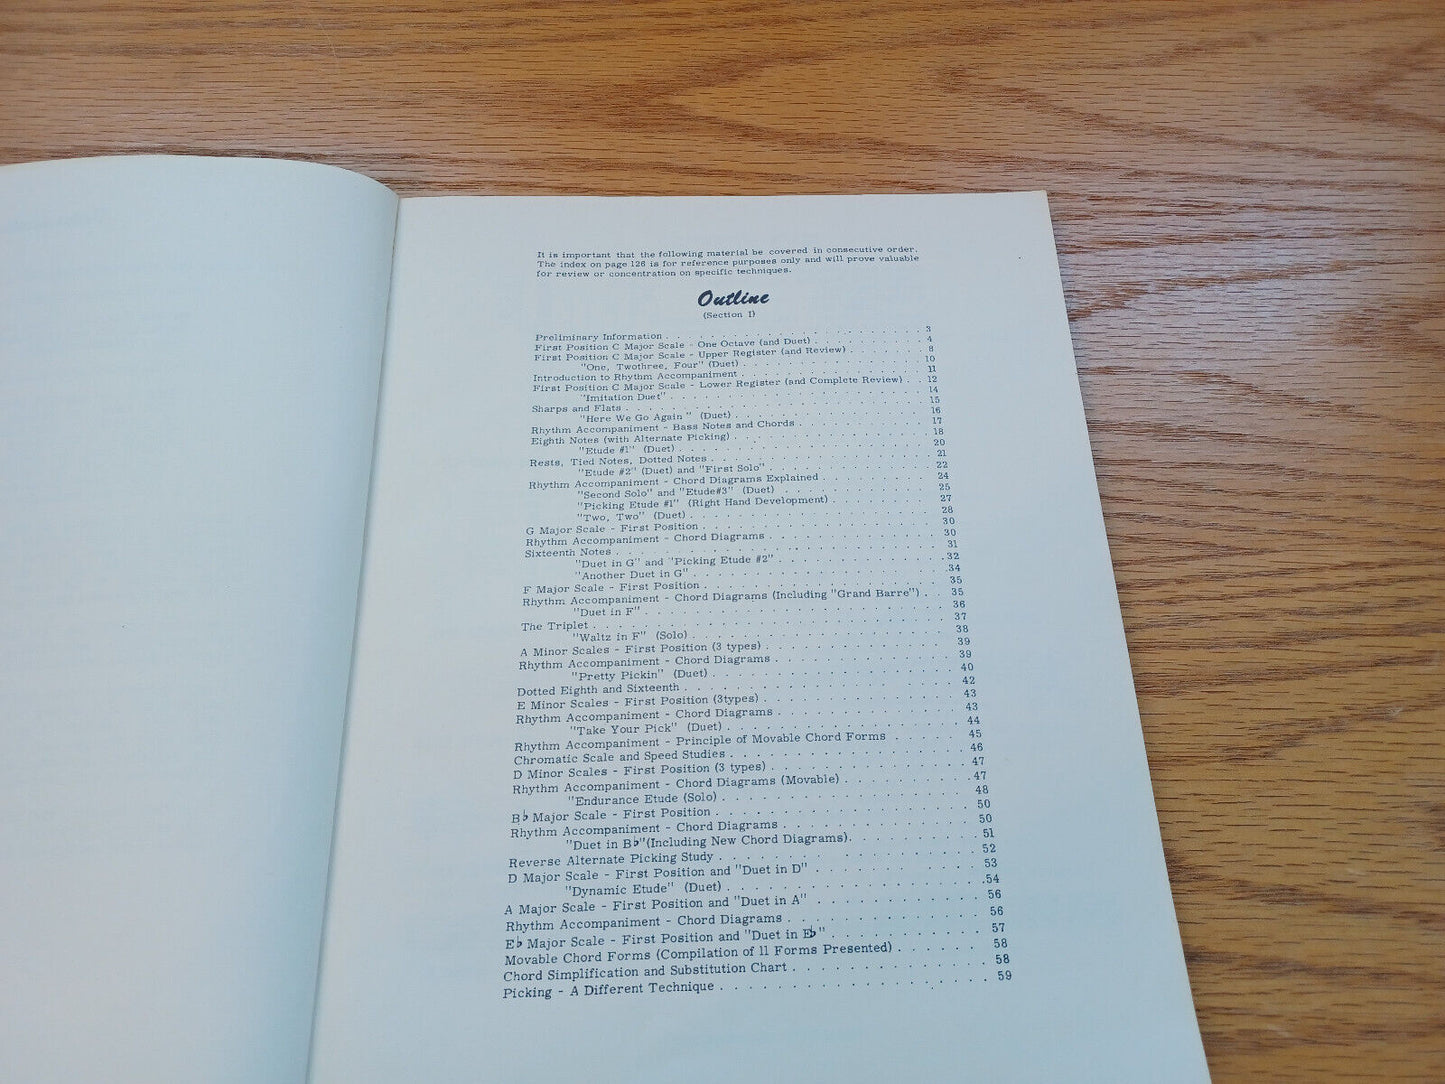 It is important that the following material be covered in consecutive order.
The index on page 126 is for reference purposes only and will prove valuable
for review or concentration on specific techniques.
Outline
(Section I)
Preliminary Information . . . . . . . . . . . . . . . . . 3
First Position C Major Scale - One Octave (and Duet) . . . . . . . . 4
First Position C Major Scale - Upper Register (and Review) . . . . . . 8
"One, Twothree, Four" (Duet) . . . . . . . . . . . . . 10
Introduction to Rhythm Accompaniment . . . . . . . . . . . . . 11
First Position C Major Scale - Lower Register (and Complete Review) . . 12
"Imitation Duet" . . . . . . . . . . . . . . . . . 14
Sharps and Flats . . . . . . . . . . . . . . . . . . . 15
"Here We Go Again " (Duet) . . . . . . . . . . . . . 16
Rhythm Accompaniment - Bass Notes and Chords . . . . . . . . . . 17
Eighth Notes (with Alternate Picking) . . . . . . . . . . . . . 18
"Etude #1" (Duet) . . . . . . . . . . . . . . . . 20
Rests, Tied Notes, Dotted Notes . . . . . . . . . . . . . . 21
"Etude #2" (Duet) and "First Solo" . . . . . . . . . . . 22
Rhythm Accompaniment - Chord Diagrams Explained . . . . . . . . 24
"Second Solo" and "Etude#3" (Duet) . . . . . . . . . . 25
"Picking Etude #1" (Right Hand Development) . . . . . . . . 27
"Two, Two" (Duet) . . . . . . . . . . . . . . . . 28
G Major Scale - First Position . . . . . . . . . . . . . . . 30
Rhythm Accompaniment - Chord Diagrams . . . . . . . . . . . . 30
Sixteenth Notes . . . . . . . . . . . . . . . . . . . . 31
"Duet in G" and "Picking Etude #2" . . . . . . . . . . . 32
"Another Duet in G" . . . . . . . . . . . . . . . . 34
F Major Scale - First Position . . . . . . . . . . . . . . . 35
Rhythm Accompaniment - Chord Diagrams (Including "Grand Barre") . . . 35
"Duet in F" . . . . . . . . . . . . . . . . . . . 36
The Triplet . . . . . . . . . . . . . . . . . . . . . 37
"Waltz in F" (Solo) . . . . . . . . . . . . . . . . 38
A Minor Scales - First Position (3 types) . . . . . . . . . . . . 39
Rhythm Accompaniment - Chord Diagrams . . . . . . . . . . . . 39
"Pretty Pickin" (Duet) . . . . . . . . . . . . . . . 40
Dotted Eighth and Sixteenth . . . . . . . . . . . . . . . . 42
E Minor Scales - First Position (3types) . . . . . . . . . . . . 43
Rhythm Accompaniment - Chord Diagrams . . . . . . . . . . . . 43
"Take Your Pick" (Duet) . . . . . . . . . . . . . . 44
Rhythm Accompaniment - Principle of Movable Chord Forms . . . . . 45
Chromatic Scale and Speed Studies . . . . . . . . . . . . . . 46
D Minor Scales - First Position (3 types) . . . . . . . . . . . . 47
Rhythm Accompaniment - Chord Diagrams (Movable) . . . . . . . . 47
"Endurance Etude (Solo) . . . . . . . . . . . . . . 48
B♭ Major Scale - First Position . . . . . . . . . . . . . . . 50
Rhythm Accompaniment - Chord Diagrams . . . . . . . . . . . . 50
"Duet in B♭"(Including New Chord Diagrams). . . . . . . . . 51
Reverse Alternate Picking Study . . . . . . . . . . . . . . 52
D Major Scale - First Position and "Duet in D" . . . . . . . . . . 53
"Dynamic Etude" (Duet) . . . . . . . . . . . . . . . 54
A Major Scale - First Position and "Duet in A" . . . . . . . . . . 56
Rhythm Accompaniment - Chord Diagrams . . . . . . . . . . . . 56
E♭ Major Scale - First Position and "Duet in E♭" . . . . . . . . . . 57
Movable Chord Forms (Compilation of 11 Forms Presented) . . . . . . 58
Chord Simplification and Substitution Chart . . . . . . . . . . . 58
Picking - A Different Technique . . . . . . . . . . . . . . . 59